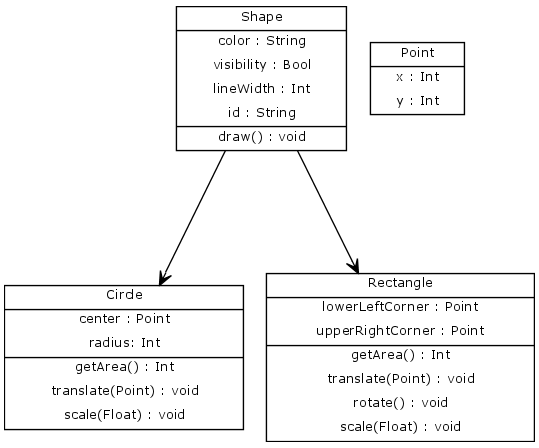 Shape
color : String
visibility : Bool
lineWidth : Int
id : String
draw() : void
Point
x : Int
y : Int
Circle
center : Point
radius: Int
getArea() : Int
translate(Point) : void
scale(Float) : void
Rectangle
lowerLeftCorner : Point
upperRightCorner : Point
getArea() : Int
translate(Point) : void
rotate() : void
scale(Float) : void